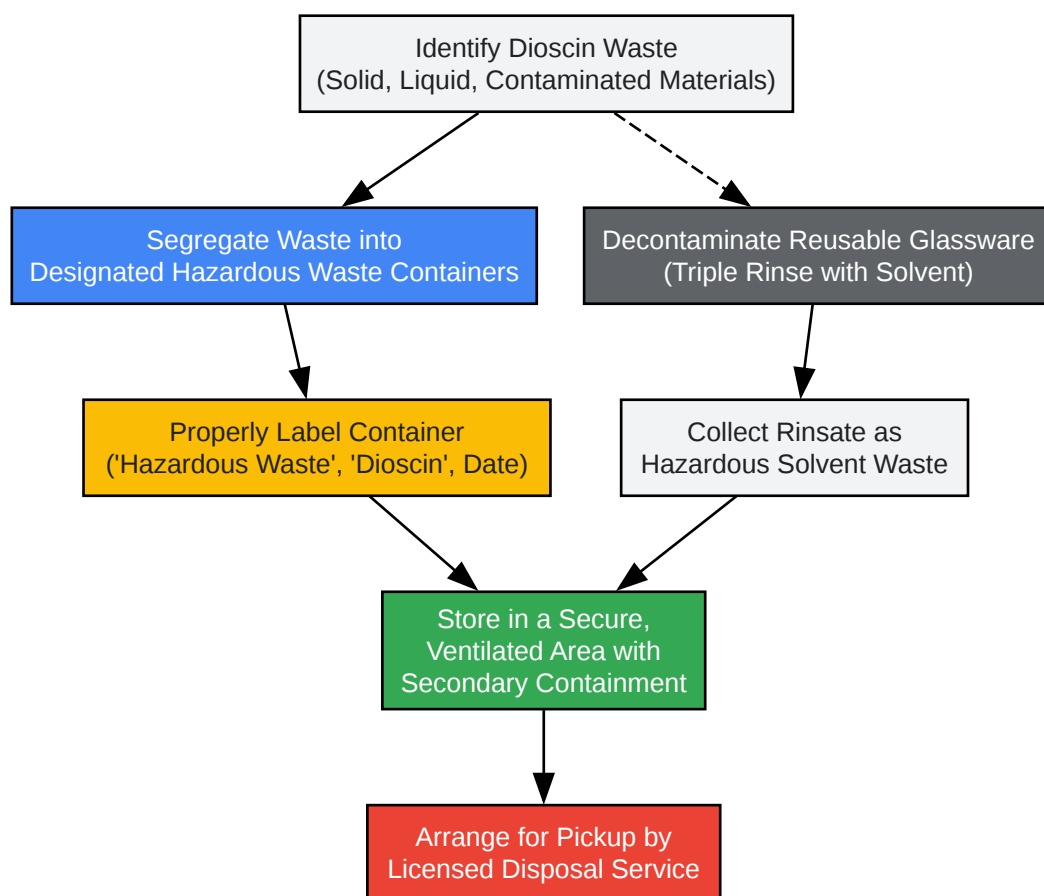 Identify Dioscin Waste
(Solid, Liquid, Contaminated Materials)
Segregate Waste into
Designated Hazardous Waste Containers
Decontaminate Reusable Glassware
(Triple Rinse with Solvent)
Properly Label Container
('Hazardous Waste', 'Dioscin', Date)
Collect Rinsate as
Hazardous Solvent Waste
Store in a Secure,
Ventilated Area with
Secondary Containment
Arrange for Pickup by
Licensed Disposal Service